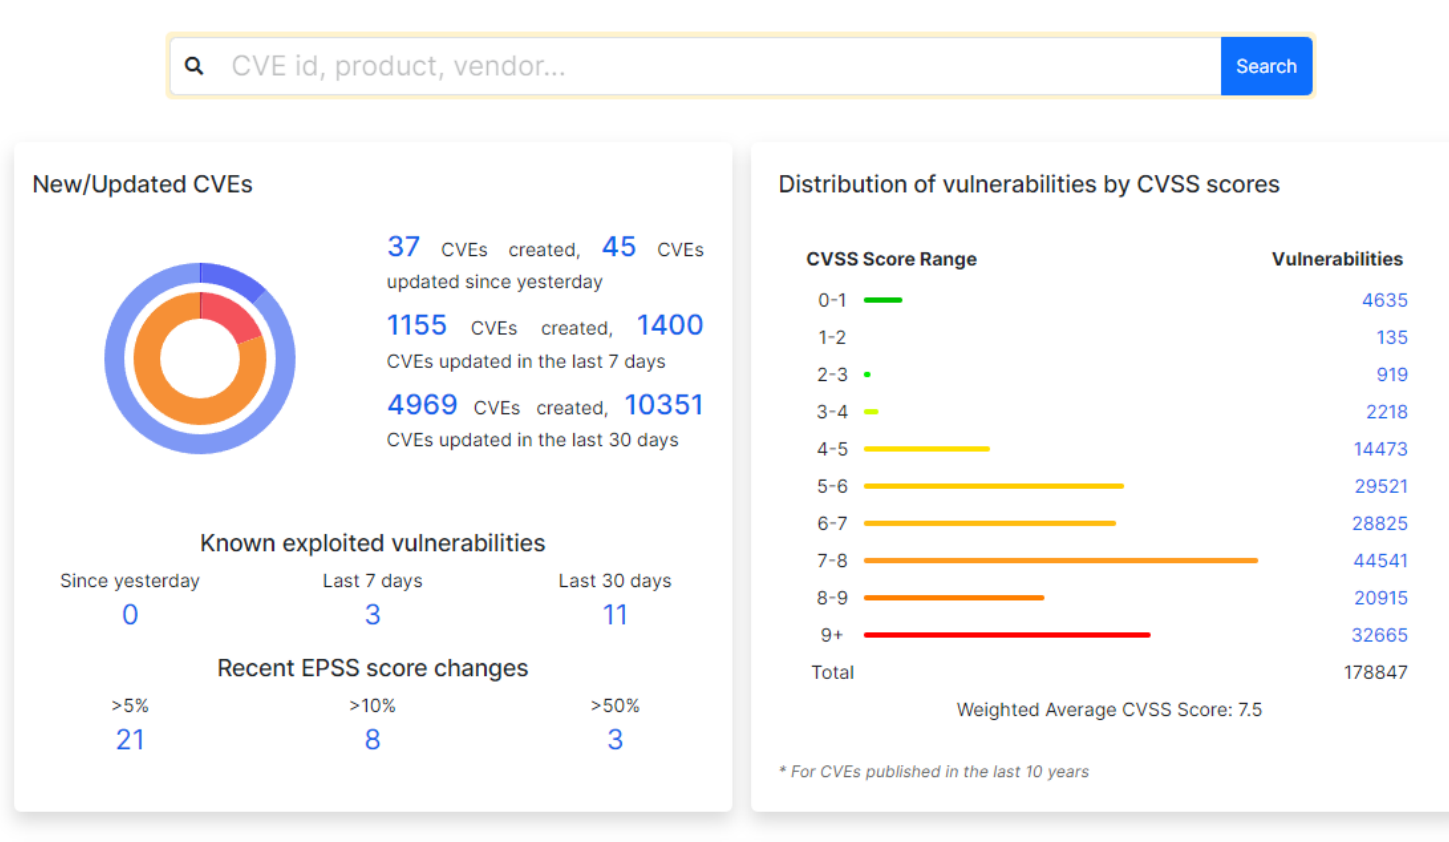 CVE id, product, vendor...
Search
New/Updated CVEs
37 CVEs created, 45 CVEs
updated since yesterday
1155 CVEs created, 1400
CVEs updated in the last 7 days
4969 CVEs created, 10351
CVEs updated in the last 30 days
Known exploited vulnerabilities
Since yesterday Last 7 days Last 30 days
0 3 11
Recent EPSS score changes
>5% >10% >50%
21 8 3
Distribution of vulnerabilities by CVSS scores
CVSS Score Range Vulnerabilities
0-1 4635
1-2 135
2-3 919
3-4 2218
4-5 14473
5-6 29521
6-7 28825
7-8 44541
8-9 20915
9+ 32665
Total 178847
Weighted Average CVSS Score: 7.5
* For CVEs published in the last 10 years